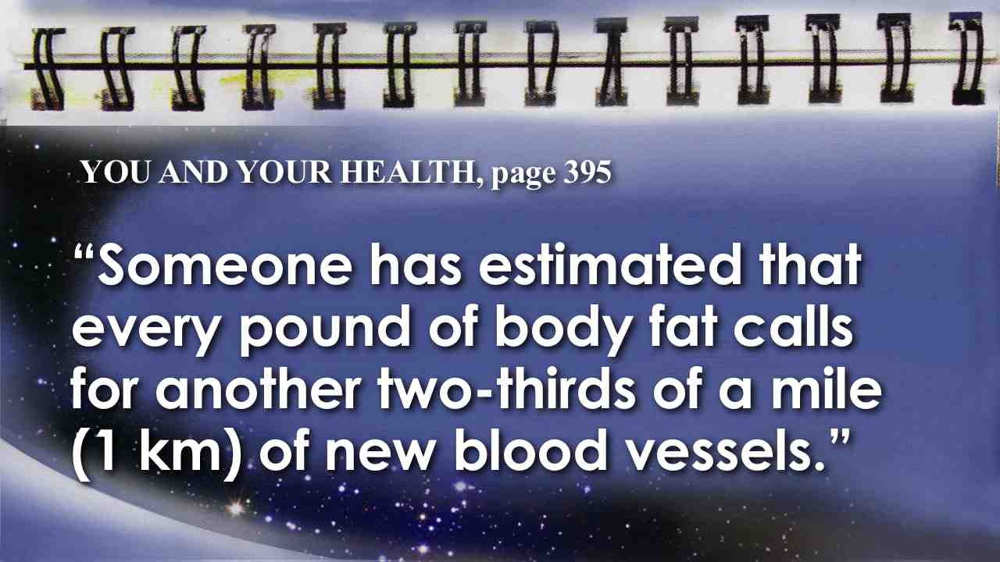 YOU AND YOUR HEALTH, page 395
“Someone has estimated that
every pound of body fat calls
for another two-thirds of a mile
(1 km) of new blood vessels.”